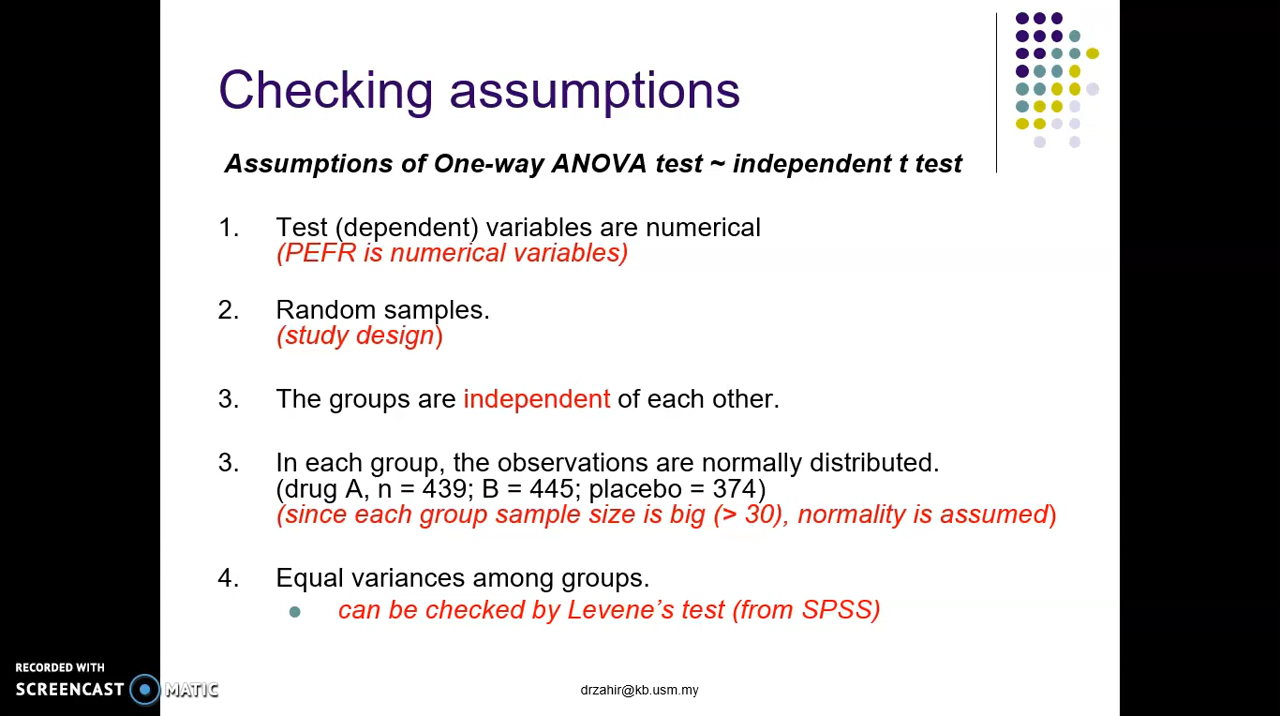 Checking assumptions
Assumptions of One-way ANOVA test ~ independent t test
1. Test (dependent) variables are numerical
(PEFR is numerical variables)
2. Random samples.
(study design)
3. The groups are independent of each other.
3. In each group, the observations are normally distributed.
(drug A, n = 439; B = 445; placebo = 374)
(since each group sample size is big (> 30), normality is assumed)
4. Equal variances among groups.
can be checked by Levene’s test (from SPSS)
RECORDED WITH
SCREENCAST MATIC
drzahir@kb.usm.my